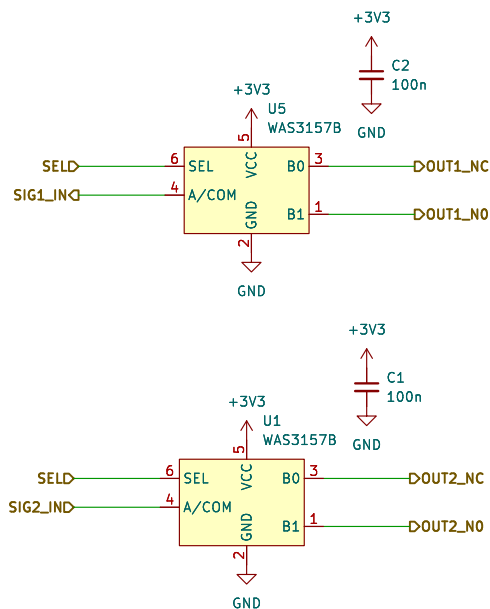 +3V3
C2
100n
GND
+3V3
U5
WAS3157B
5
SEL
6
SEL
VCC
B0
3
OUT1_NC
SIG1_IN
4
A/COM
GND
B1
1
OUT1_NO
2
GND
+3V3
C1
100n
GND
+3V3
U1
WAS3157B
5
SEL
6
SEL
VCC
B0
3
OUT2_NC
SIG2_IN
4
A/COM
GND
B1
1
OUT2_NO
2
GND